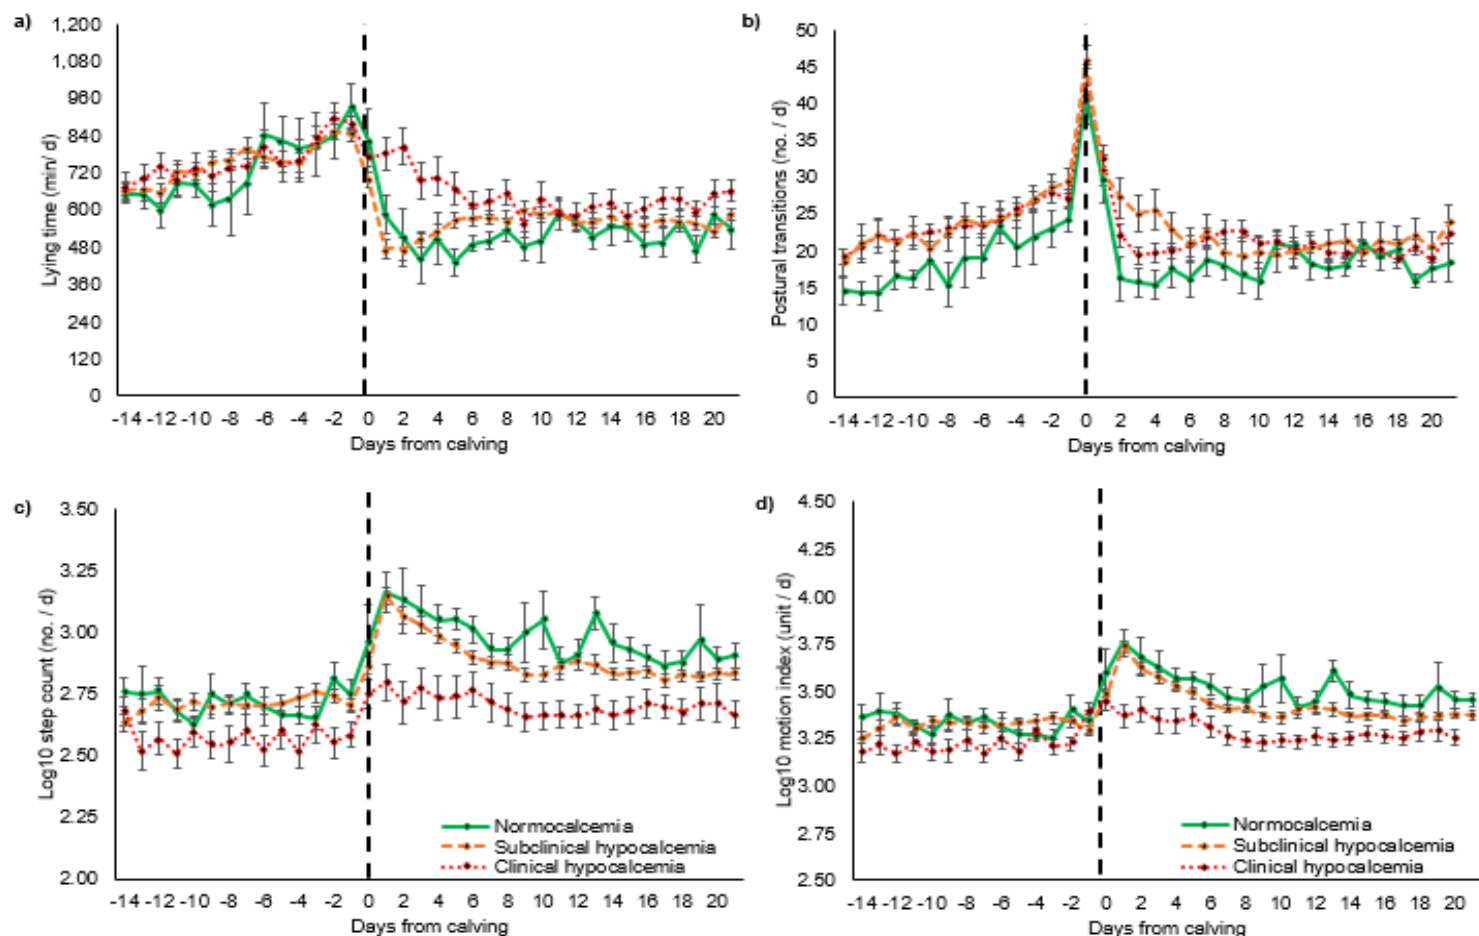 a)
Lying time (min/ d)
1,200
1,080
960
840
720
600
480
360
240
120
0
-14 -12 -10 -8 -6 -4 -2 0 2 4 6 8 10 12 14 16 18 20
Days from calving
b)
Postural transitions (no. / d)
50
45
40
35
30
25
20
15
10
5
0
-14 -12 -10 -8 -6 -4 -2 0 2 4 6 8 10 12 14 16 18 20
Days from calving
c)
Log10 step count (no. / d)
3.50
3.25
3.00
2.75
2.50
2.25
2.00
Normocalcemia
Subclinical hypocalcemia
Clinical hypocalcemia
-14 -12 -10 -8 -6 -4 -2 0 2 4 6 8 10 12 14 16 18 20
Days from calving
d)
Log10 motion index (unit / d)
4.50
4.25
4.00
3.75
3.50
3.25
3.00
2.75
2.50
Normocalcemia
Subclinical hypocalcemia
Clinical hypocalcemia
-14 -12 -10 -8 -6 -4 -2 0 2 4 6 8 10 12 14 16 18 20
Days from calving